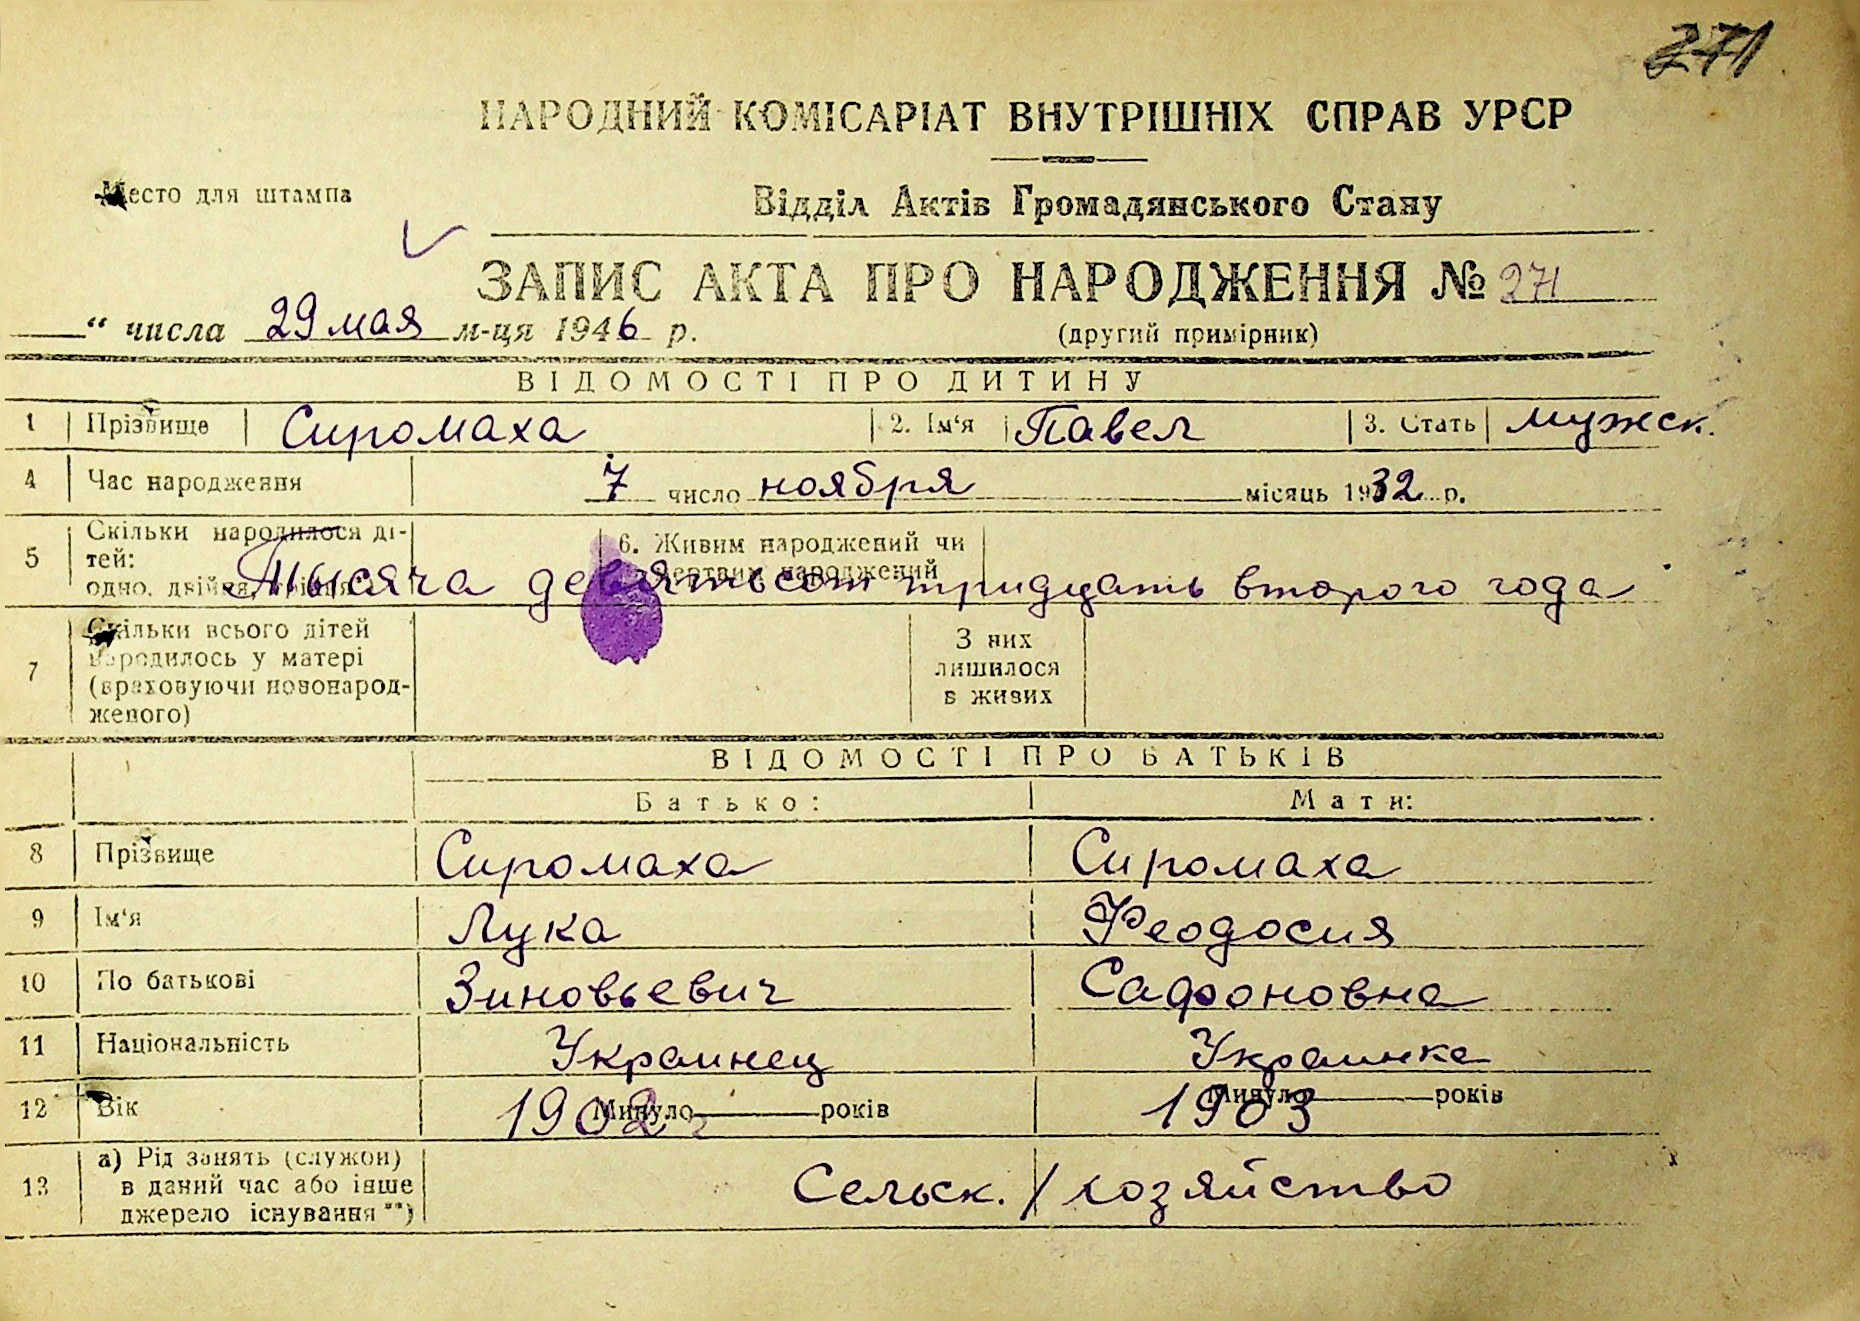 271
НАРОДНИЙ КОМІСАРІАТ ВНУТРІШНІХ СПРАВ УРСР
Место для штампа
Відділ Актів Громадянського Стану
ЗАПИС АКТА ПРО НАРОДЖЕННЯ № 271
“ числа 29 мая м-ця 1946 р.
(другий примірник)
ВІДОМОСТІ ПРО ДИТИНУ
1 Прізвище Сиромаха 2. Ім‘я Павел 3. Стать мужск.
4 Час народження 7 число ноября місяць 1932 р.
5 Скільки народилося ді-
тей:
одно, двійня, трійня
6. Живим народжений чи
мертвим народжений
Тысяча девятьсот тридцать второго года
7 Скільки всього дітей
народилось у матері
(враховуючи новонарод-
женого)
З них
лишилося
в живих
ВІДОМОСТІ ПРО БАТЬКІВ
Батько: Мати:
8 Прізвище Сиромаха Сиромаха
9 Ім‘я Лука Феодосия
10 По батькові Зиновьевич Сафоновна
11 Національність Украинец Украинка
12 Вік 1902 Минуло років 1903 Минуло років
13 а) Рід занять (служби)
в даний час або інше
джерело існування **)
Сельск. / хозяйство